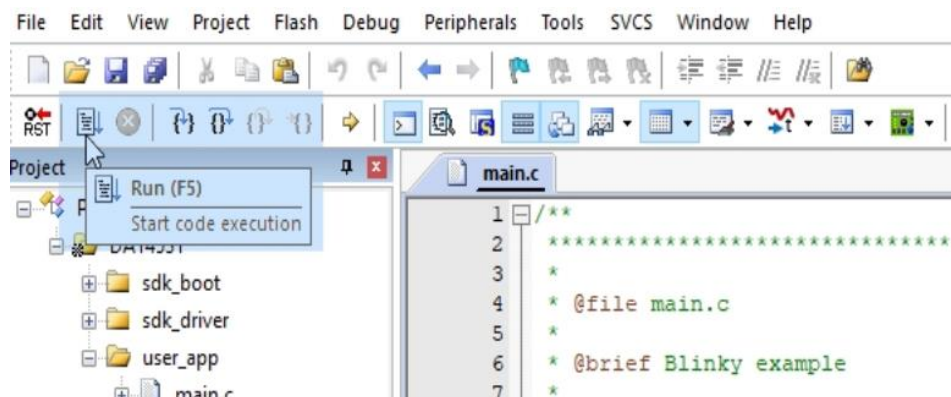 File Edit View Project Flash Debug Peripherals Tools SVCS Window Help
RST
Project
main.c
Run (F5)
Start code execution
sdk_boot
sdk_driver
user_app
main.c
1 /**
2 *********************************
3 *
4 * @file main.c
5 *
6 * @brief Blinky example
7 *